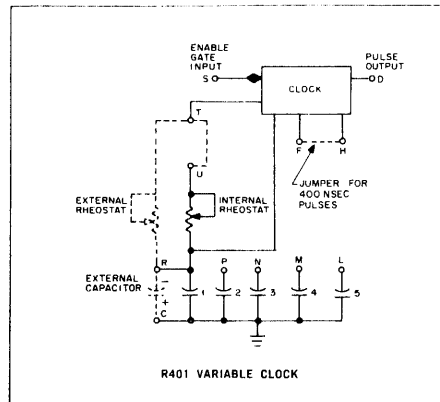 ENABLE
GATE
INPUT
S
PULSE
OUTPUT
D
CLOCK
T
F
H
U
JUMPER FOR
400 NSEC
PULSES
EXTERNAL
RHEOSTAT
INTERNAL
RHEOSTAT
R
P
N
M
L
EXTERNAL
CAPACITOR
-
+
C
1
2
3
4
5
R401 VARIABLE CLOCK